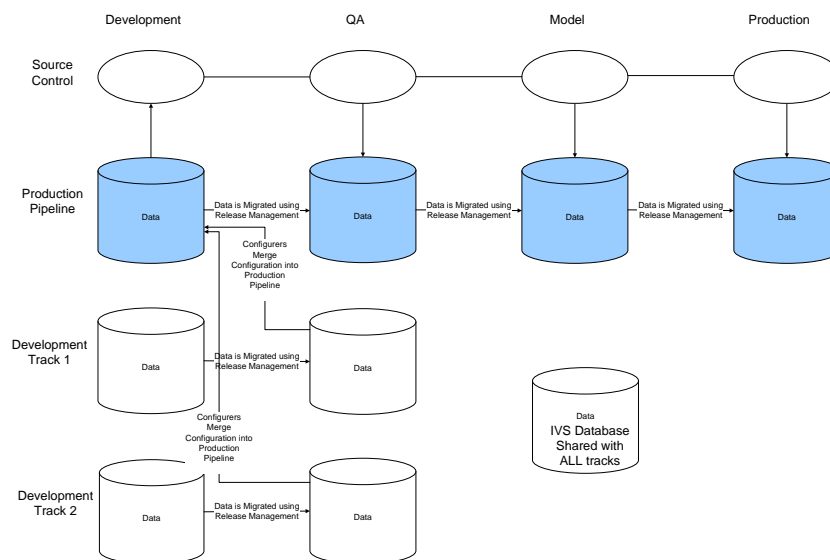 Development
QA
Model
Production
Source
Control
Production
Pipeline
Data
Data is Migrated using
Release Management
Data
Data is Migrated using
Release Management
Data
Data is Migrated using
Release Management
Data
Configurers
Merge
Configuration into
Production
Pipeline
Development
Track 1
Data
Data is Migrated using
Release Management
Data
Configurers
Merge
Configuration into
Production
Pipeline
Data
IVS Database
Shared with
ALL tracks
Development
Track 2
Data
Data is Migrated using
Release Management
Data